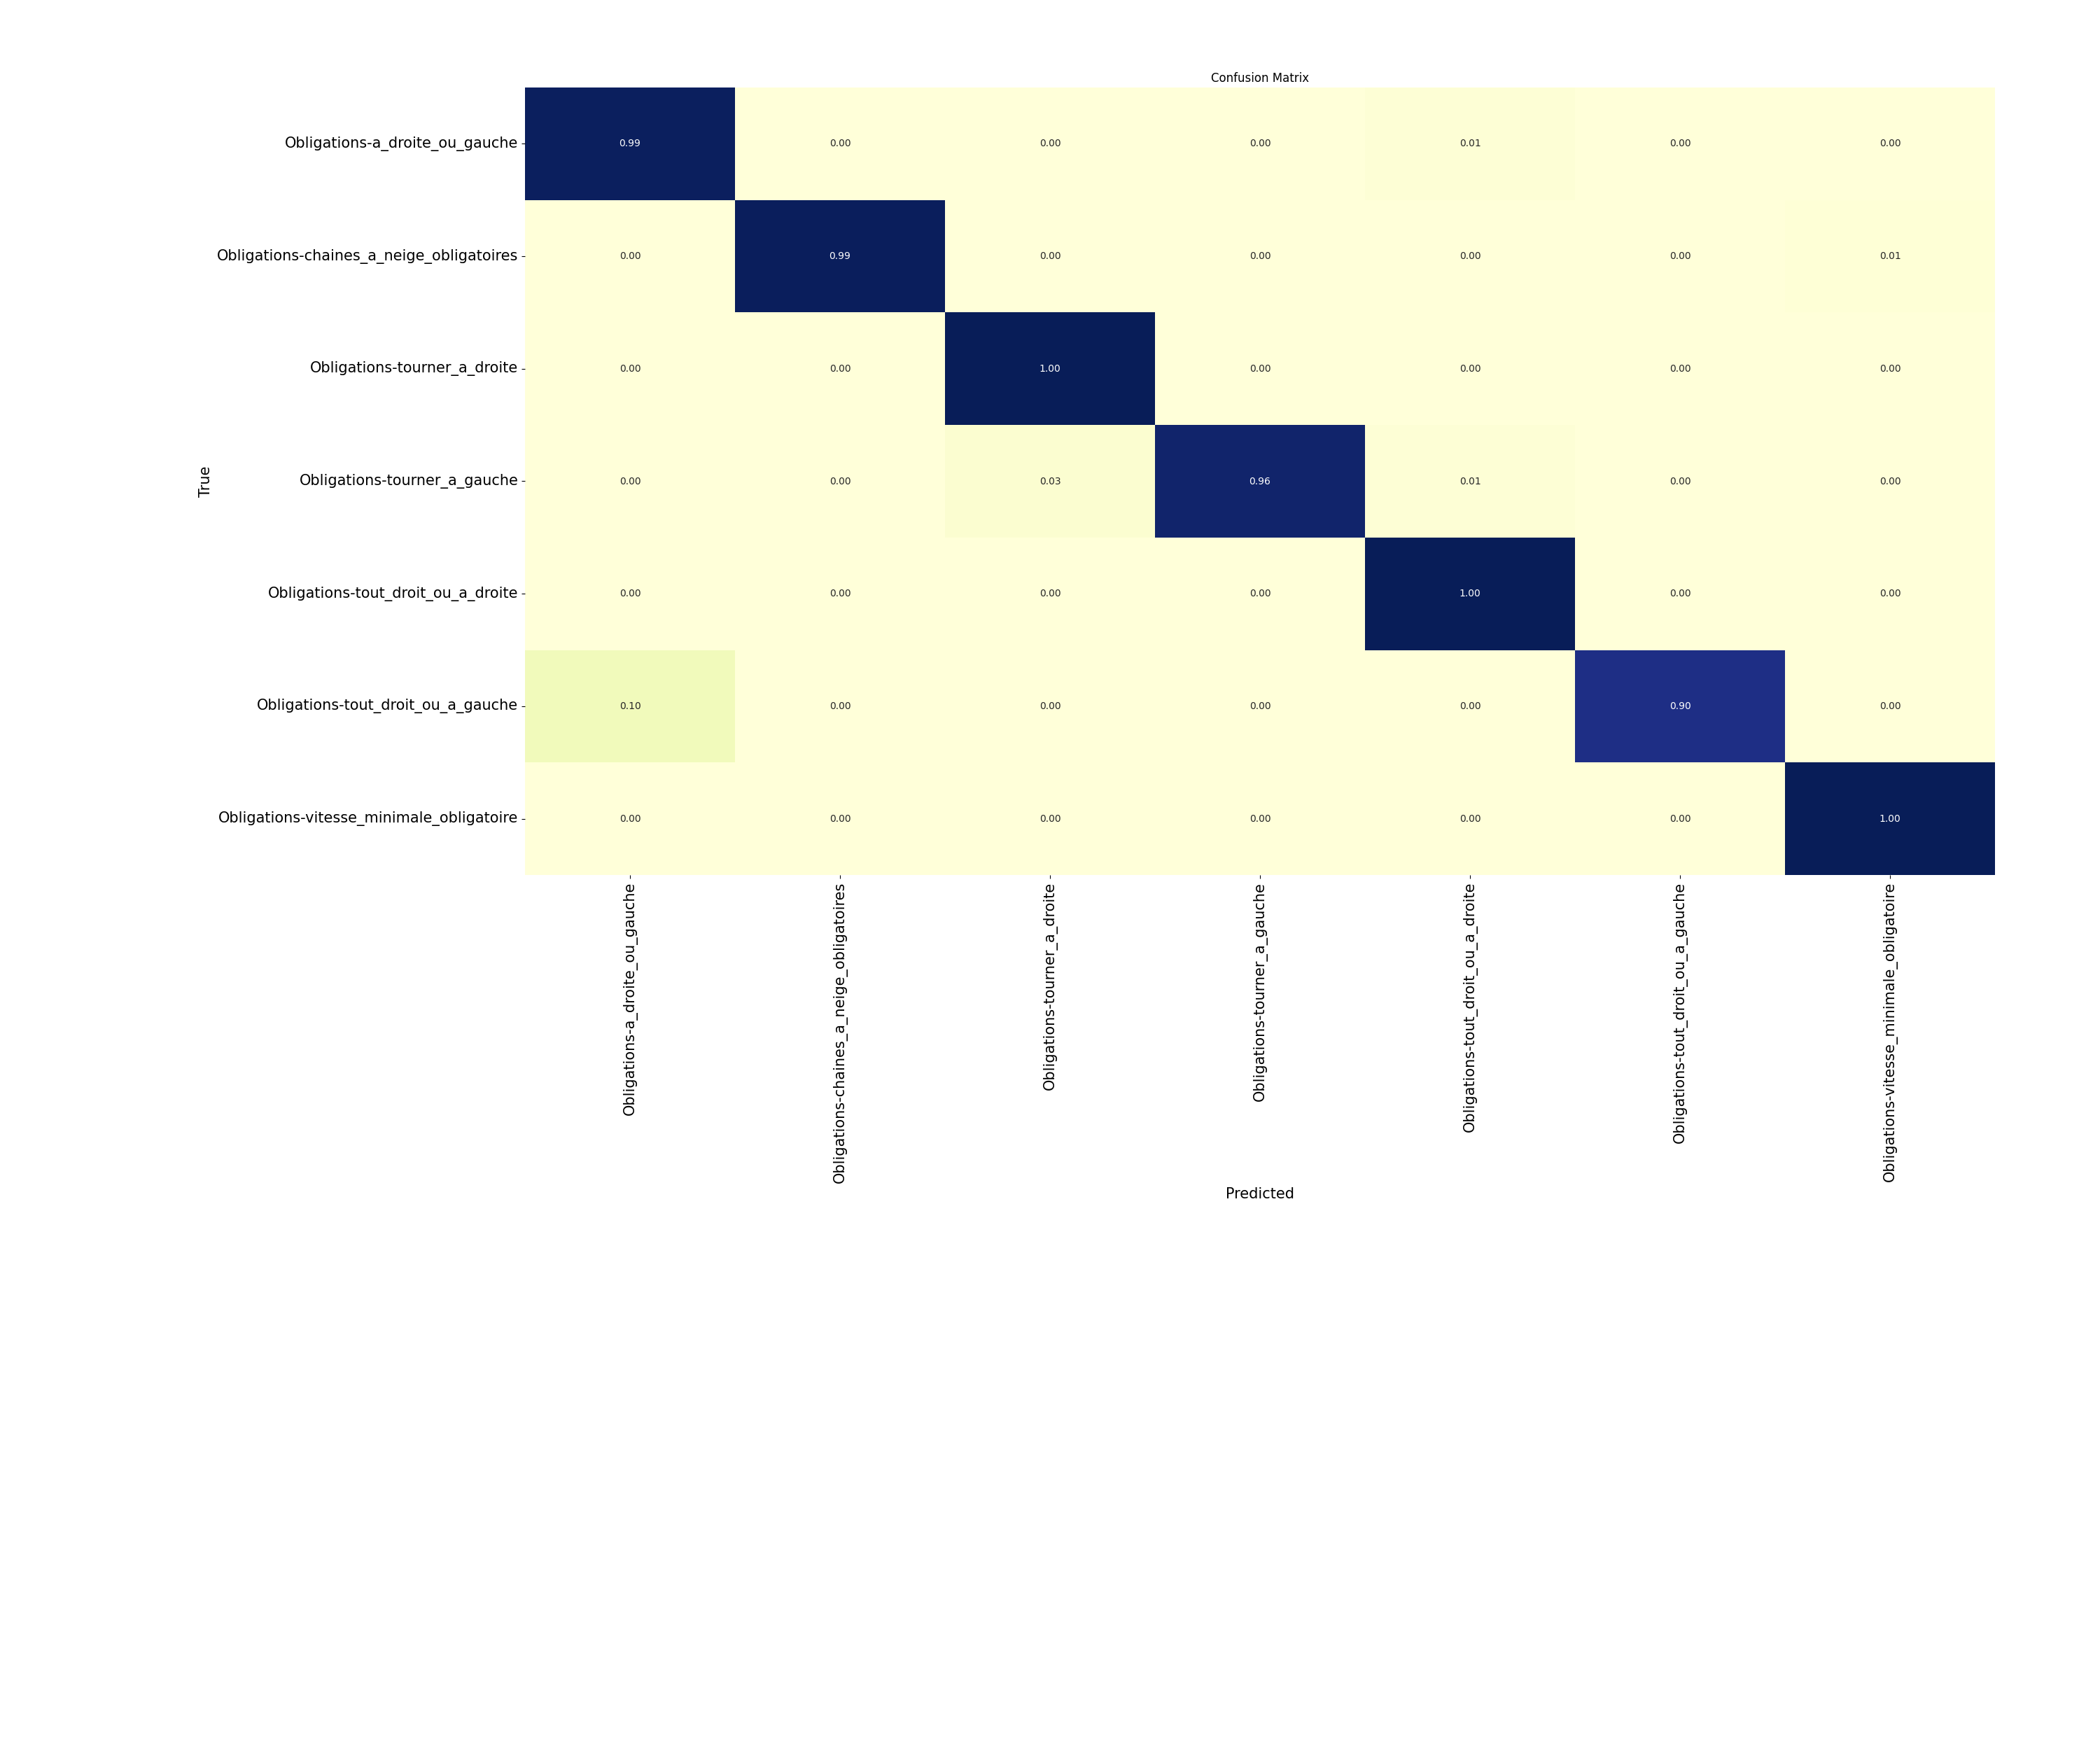 Confusion Matrix
Obligations-a_droite_ou_gauche 0.99 0.00 0.00 0.00 0.01 0.00 0.00
Obligations-chaines_a_neige_obligatoires 0.00 0.99 0.00 0.00 0.00 0.00 0.01
Obligations-tourner_a_droite 0.00 0.00 1.00 0.00 0.00 0.00 0.00
Obligations-tourner_a_gauche 0.00 0.00 0.03 0.96 0.01 0.00 0.00
True
Obligations-tout_droit_ou_a_droite 0.00 0.00 0.00 0.00 1.00 0.00 0.00
Obligations-tout_droit_ou_a_gauche 0.10 0.00 0.00 0.00 0.00 0.90 0.00
Obligations-vitesse_minimale_obligatoire 0.00 0.00 0.00 0.00 0.00 0.00 1.00
Obligations-a_droite_ou_gauche
Obligations-chaines_a_neige_obligatoires
Obligations-tourner_a_droite
Obligations-tourner_a_gauche
Obligations-tout_droit_ou_a_droite
Obligations-tout_droit_ou_a_gauche
Obligations-vitesse_minimale_obligatoire
Predicted